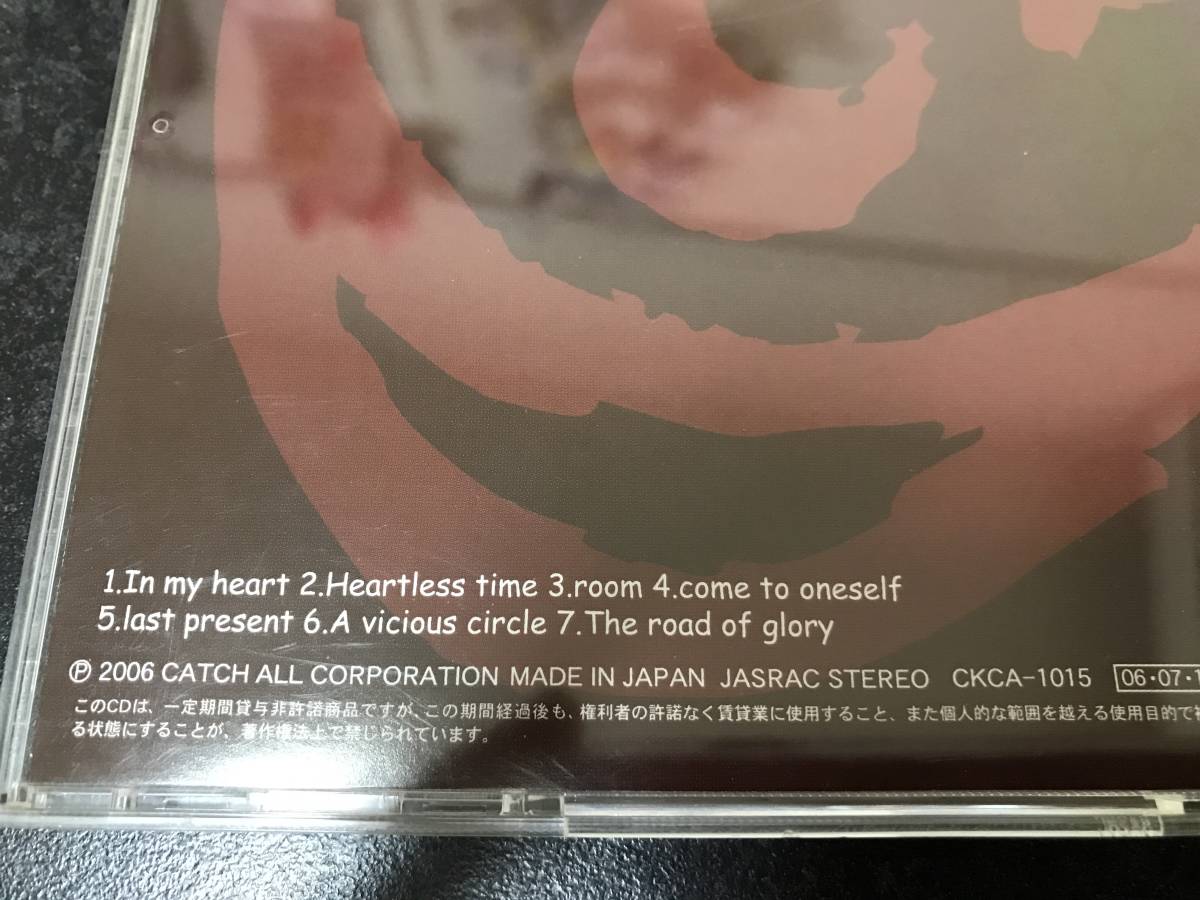 1.In my heart 2.Heartless time 3.room 4.come to oneself
5.last present 6.A vicious circle 7.The road of glory
Ⓟ 2006 CATCH ALL CORPORATION MADE IN JAPAN JASRAC STEREO CKCA-1015 06・07・1
このCDは、一定期間貸与非許諾商品ですが、この期間経過後も、権利者の許諾なく賃貸業に使用すること、また個人的な範囲を越える使用目的で
る状態にすることが、著作権法上で禁じられています。